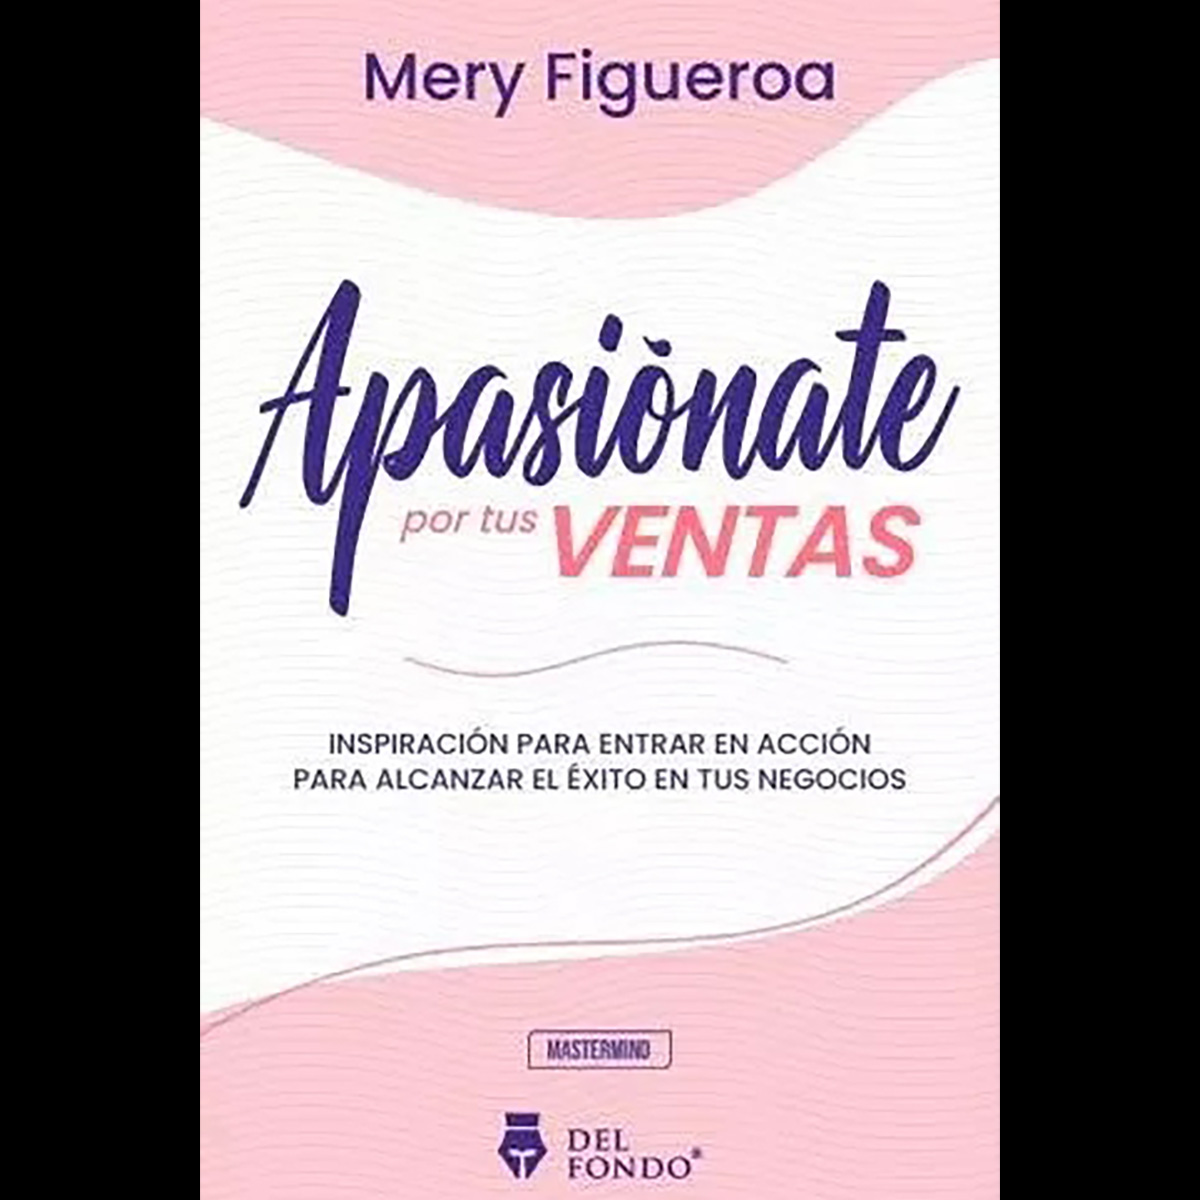 Mery Figueroa
Apasiónate
por tus VENTAS
INSPIRACIÓN PARA ENTRAR EN ACCIÓN
PARA ALCANZAR EL ÉXITO EN TUS NEGOCIOS
MASTERMIND
DEL
FONDO®